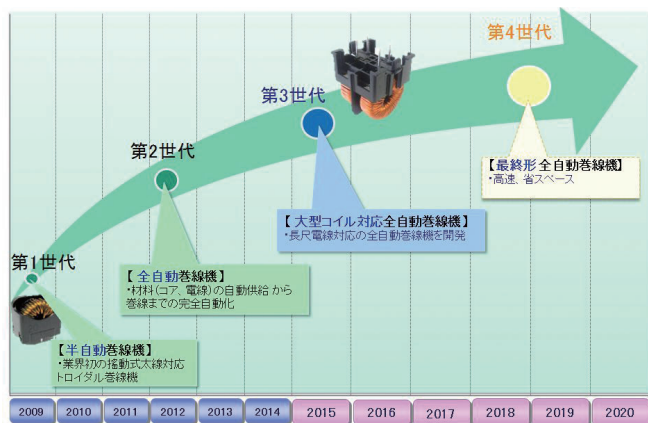 第4世代
第3世代
第2世代
第1世代
【最終形 全自動巻線機】
・高速、省スペース
【 大型コイル対応全自動巻線機】
・長尺電線対応の全自動巻線機を開発
【 全自動巻線機】
・材料(コア、電線)の自動供給 から
巻線までの完全自動化
【半自動巻線機】
・業界初の揺動式太線対応
トロイダル巻線機
2009 2010 2011 2012 2013 2014 2015 2016 2017 2018 2019 2020